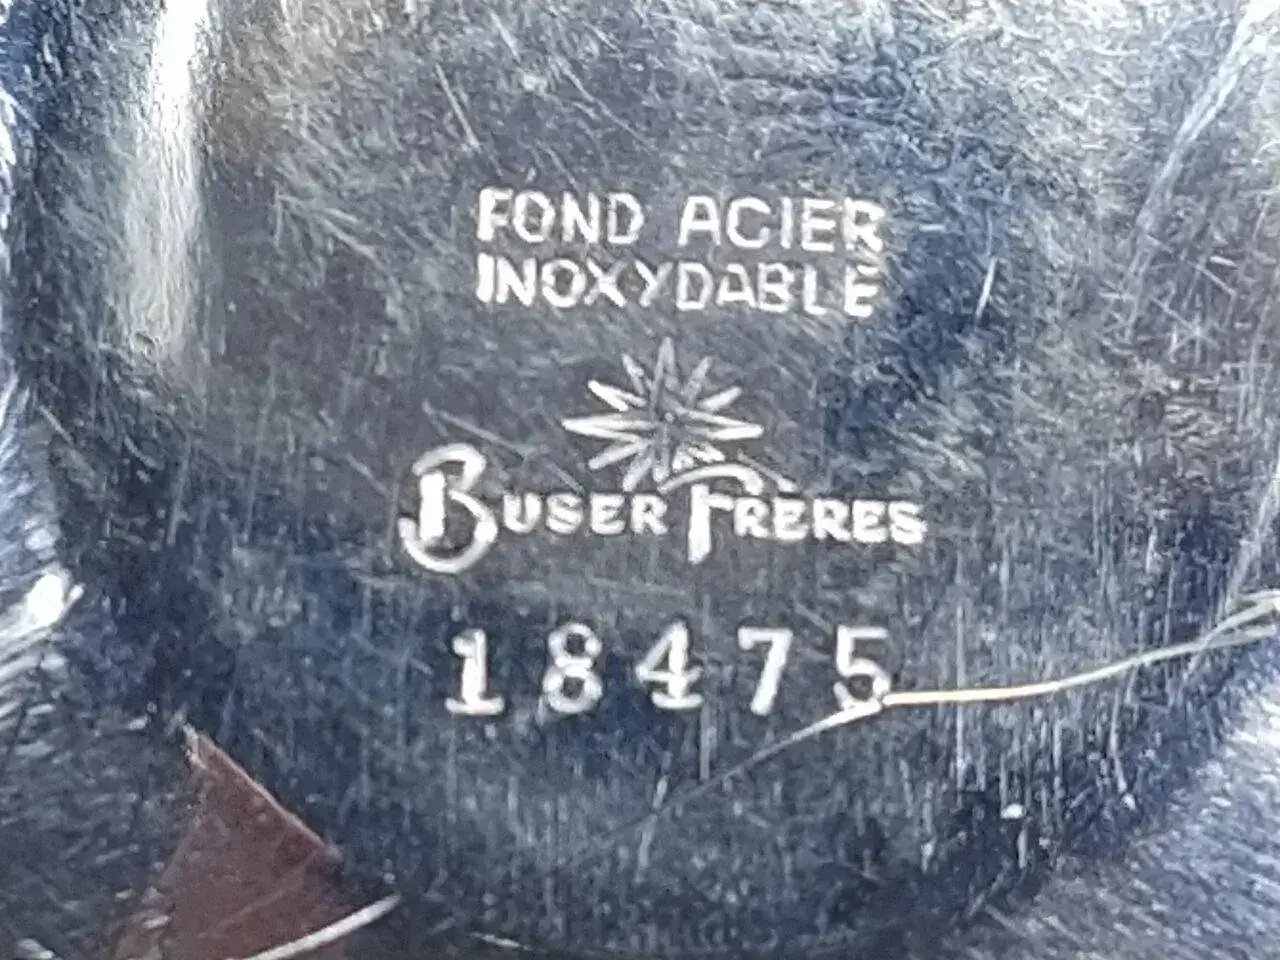 FOND ACIER
INOXYDABLE
BUSER FRERES
18475